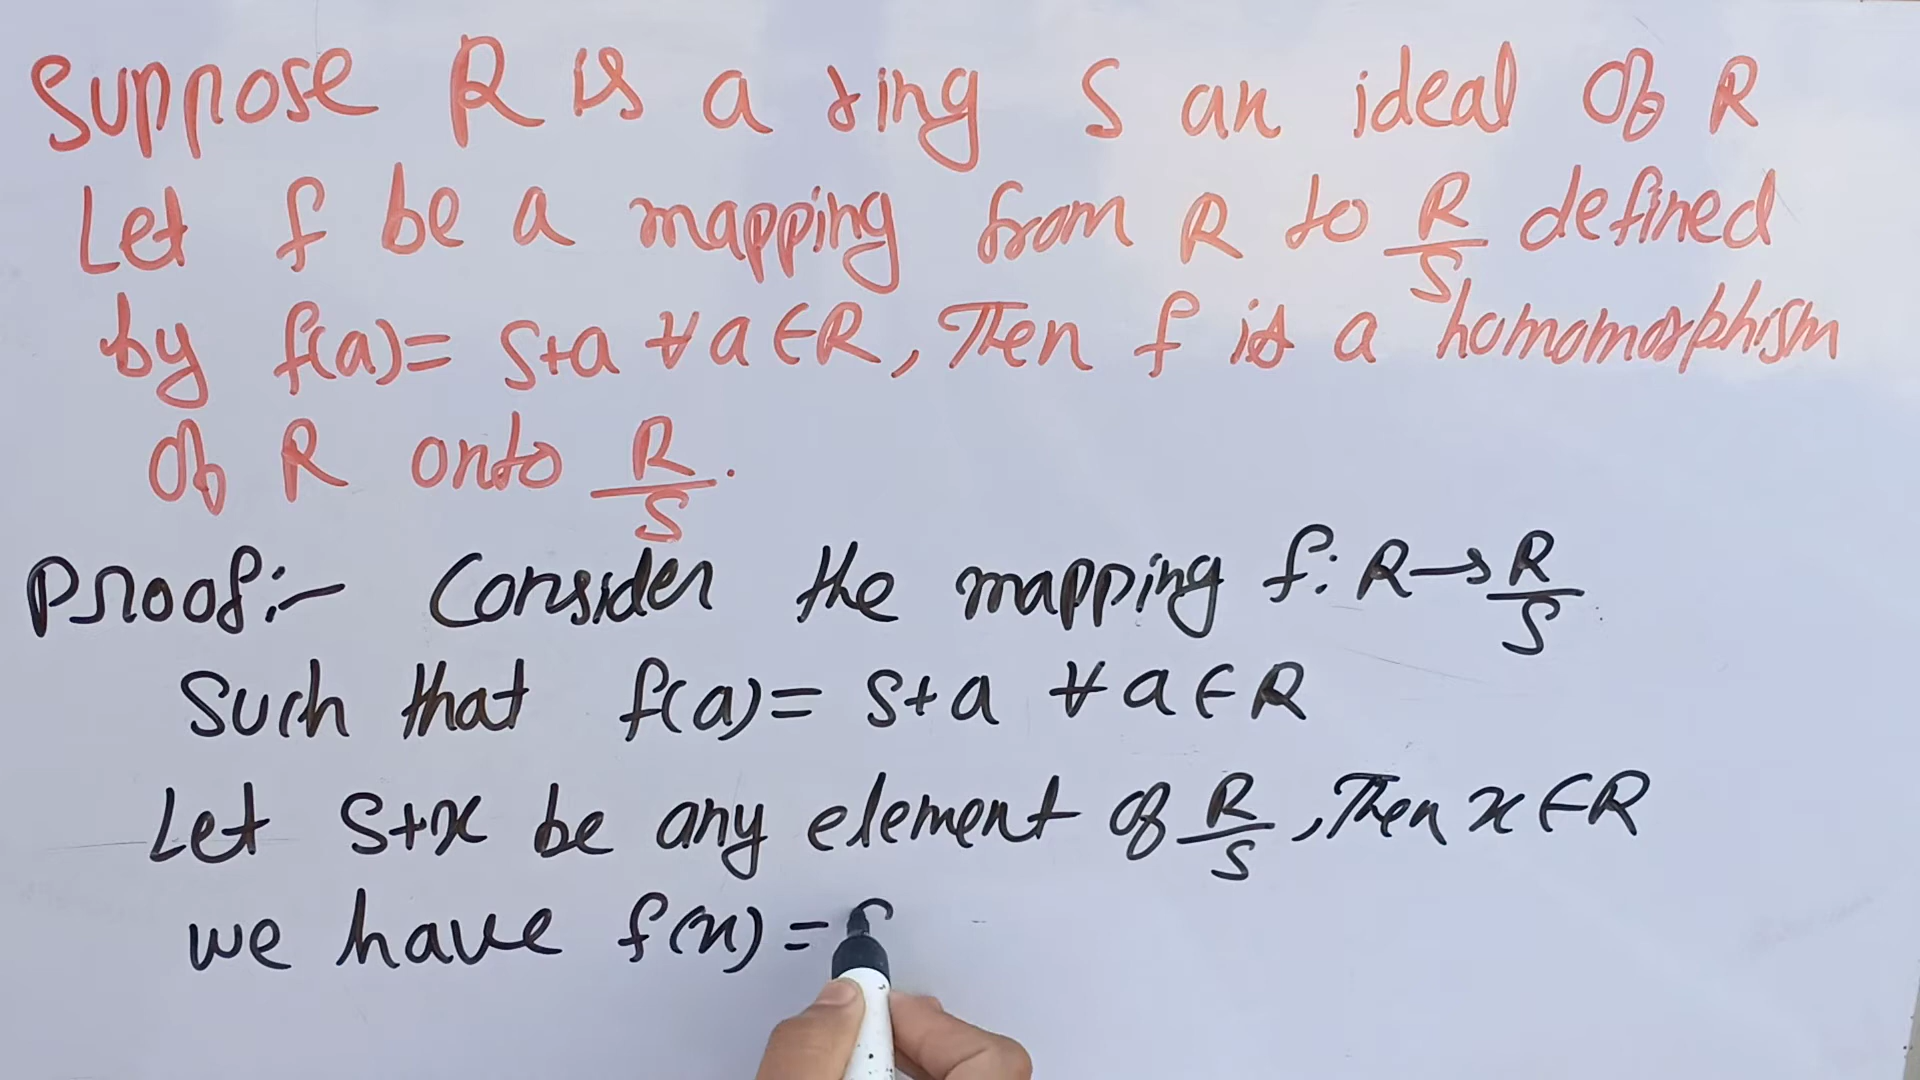 Suppose R is a ring S an ideal of R
Let f be a mapping from R to R/S defined
by f(a)= S+a ∀ a ∈ R, Then f is a homomorphism
of R onto R/S.
Proof:- Consider the mapping f: R→R/S
Such that f(a)= S+a ∀ a ∈ R
Let S+x be any element of R/S, Then x ∈ R
we have f(x) = S